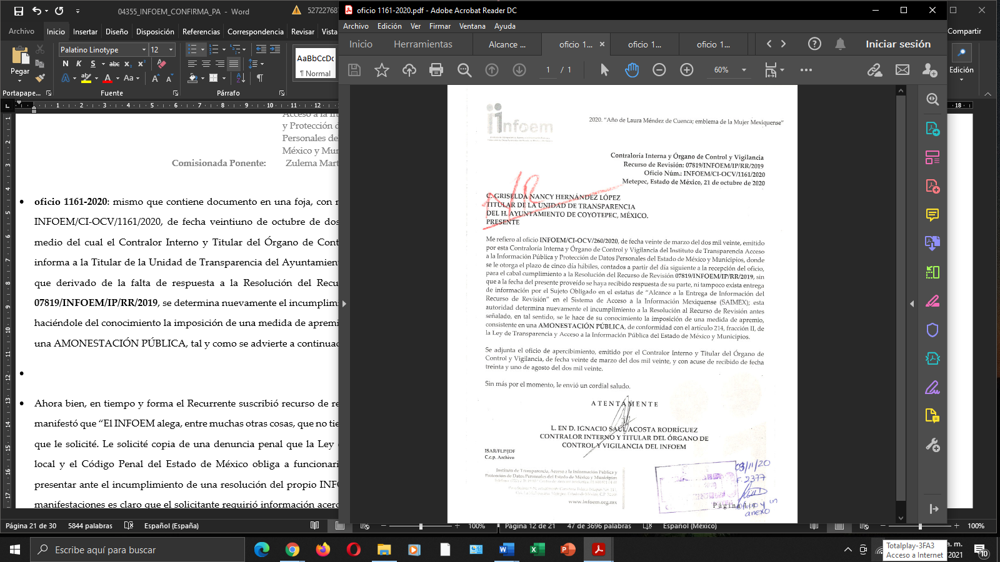 04355_INFOEM_CONFIRMA_PA - Word
52722768
Archivo
Inicio
Insertar
Diseño
Disposición
Referencias
Correspondencia
Revisar
Vista
Compartir
Pegar
Palatino Linotype
12
AaBbCcDc
¶ Normal
Edición
Portapape...
Fuente
Párrafo
y Protección d
Personales del
México y Mun
Comisionada Ponente: Zulema Mart
• oficio 1161-2020: mismo que contiene documento en una foja, con n
INFOEM/CI-OCV/1161/2020, de fecha veintiuno de octubre de dos
medio del cual el Contralor Interno y Titular del Órgano de Cont
informa a la Titular de la Unidad de Transparencia del Ayuntamien
que derivado de la falta de respuesta a la Resolución del Recu
07819/INFOEM/IP/RR/2019, se determina nuevamente el incumplimi
haciéndole del conocimiento la imposición de una medida de apremi
una AMONESTACIÓN PÚBLICA, tal y como se advierte a continuac
•
• Ahora bien, en tiempo y forma el Recurrente suscribió recurso de re
manifestó que “El INFOEM alega, entre muchas otras cosas, que no tie
que le solicité. Le solicité copia de una denuncia penal que la Ley
local y el Código Penal del Estado de México obliga a funcionari
presentar ante el incumplimiento de una resolución del propio INFO
manifestaciones es claro que el solicitante requirió información acerc
Página 21 de 30
5844 palabras
Español (España)
100%
oficio 1161-2020.pdf - Adobe Acrobat Reader DC
Archivo Edición Ver Firmar Ventana Ayuda
Inicio
Herramientas
Alcance ...
oficio 1...
oficio 1...
oficio 1...
Iniciar sesión
1 / 1
60%
infoem
2020. “Año de Laura Méndez de Cuenca; emblema de la Mujer Mexiquense”
Contraloría Interna y Órgano de Control y Vigilancia
Recurso de Revisión: 07819/INFOEM/IP/RR/2019
Oficio Núm.: INFOEM/CI-OCV/1161/2020
Metepec, Estado de México, 21 de octubre de 2020
C. GRISELDA NANCY HERNÁNDEZ LÓPEZ
TITULAR DE LA UNIDAD DE TRANSPARENCIA
DEL H. AYUNTAMIENTO DE COYOTEPEC, MÉXICO.
PRESENTE
Me refiero al oficio INFOEM/CI-OCV/260/2020, de fecha veinte de marzo del dos mil veinte, emitido
por esta Contraloría Interna y Órgano de Control y Vigilancia del Instituto de Transparencia Acceso
a la Información Pública y Protección de Datos Personales del Estado de México y Municipios, donde
se le otorga el plazo de cinco día hábiles, contados a partir del día siguiente a la recepción del oficio,
para el cabal cumplimiento a la Resolución del Recurso de Revisión 07819/INFOEM/IP/RR/2019, sin
que a la fecha del presente proveído se haya recibido respuesta de su parte, ni tampoco exista entrega
de información por el Sujeto Obligado en el estatus de “Alcance a la Entrega de Información del
Recurso de Revisión” en el Sistema de Acceso a la Información Mexiquense (SAIMEX); esta
autoridad determina nuevamente el incumplimiento a la Resolución al Recurso de Revisión antes
señalado, en tal sentido, se le hace de su conocimiento la imposición de una medida de apremio,
consistente en una AMONESTACIÓN PÚBLICA, de conformidad con el artículo 214, fracción II, de
la Ley de Transparencia y Acceso a la Información Pública del Estado de México y Municipios.
Se adjunta el oficio de apercibimiento, emitido por el Contralor Interno y Titular del Órgano de
Control y Vigilancia, de fecha veinte de marzo del dos mil veinte, y con acuse de recibido de fecha
treinta y uno de agosto del dos mil veinte.
Sin más por el momento, le envió un cordial saludo.
ATENTAMENTE
L. EN D. IGNACIO SAÚL ACOSTA RODRÍGUEZ
CONTRALOR INTERNO Y TITULAR DEL ÓRGANO DE
CONTROL Y VIGILANCIA DEL INFOEM
ISAR/FLP/JDF
C.c.p. Archivo
Instituto de Transparencia, Acceso a la Información Pública y
Protección de Datos Personales del Estado de México y Municipios
www.infoem.org.mx
03/11/20
F. 2377
anexo
Página 12 de 21
47 de 3696 palabras
Español (México)
100%
Escribe aquí para buscar
Totalplay-3FA3
Acceso a Internet
a. m.
/2021
10